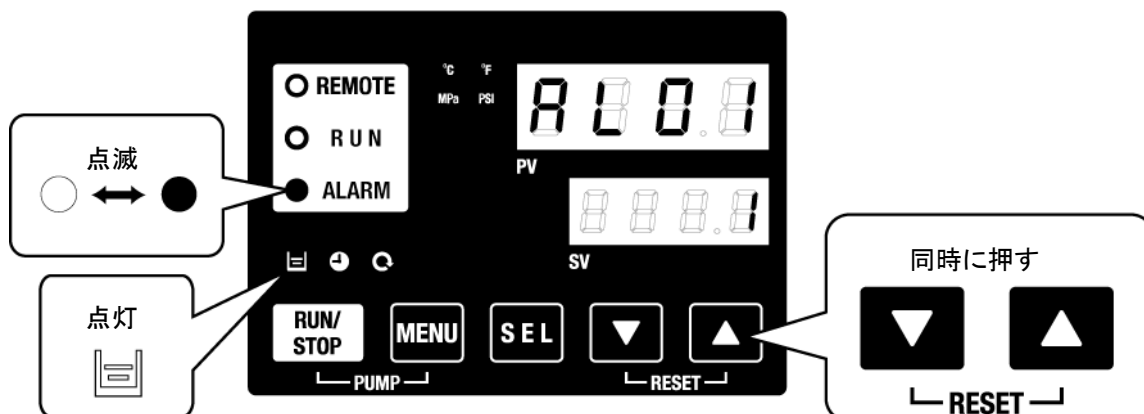 REMOTE
RUN
ALARM
°C °F
MPa PSI
AL01
PV
1
SV
点滅
点灯
RUN/
STOP
MENU
SEL
PUMP
RESET
同時に押す
RESET